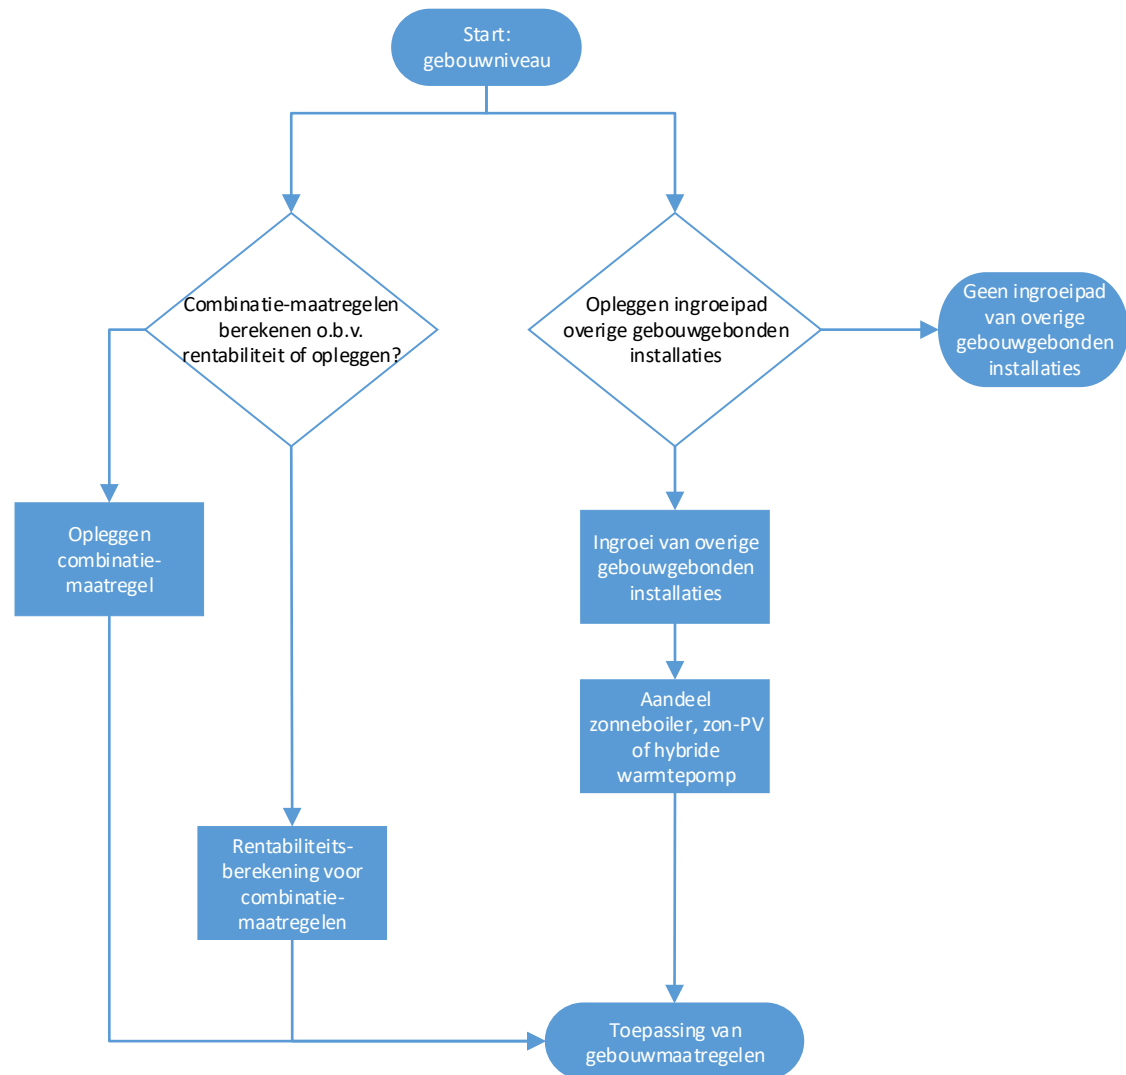 Start:
gebouwniveau
Combinatie-maatregelen
berekenen o.b.v.
rentabiliteit of opleggen?
Opleggen ingroeipad
overige gebouwgebonden
installaties
Geen ingroeipad
van overige
gebouwgebonden
installaties
Opleggen
combinatie-
maatregel
Ingroei van overige
gebouwgebonden
installaties
Aandeel
zonneboiler, zon-PV
of hybride
warmtepomp
Rentabiliteits-
berekening voor
combinatie-
maatregelen
Toepassing van
gebouwmaatregelen